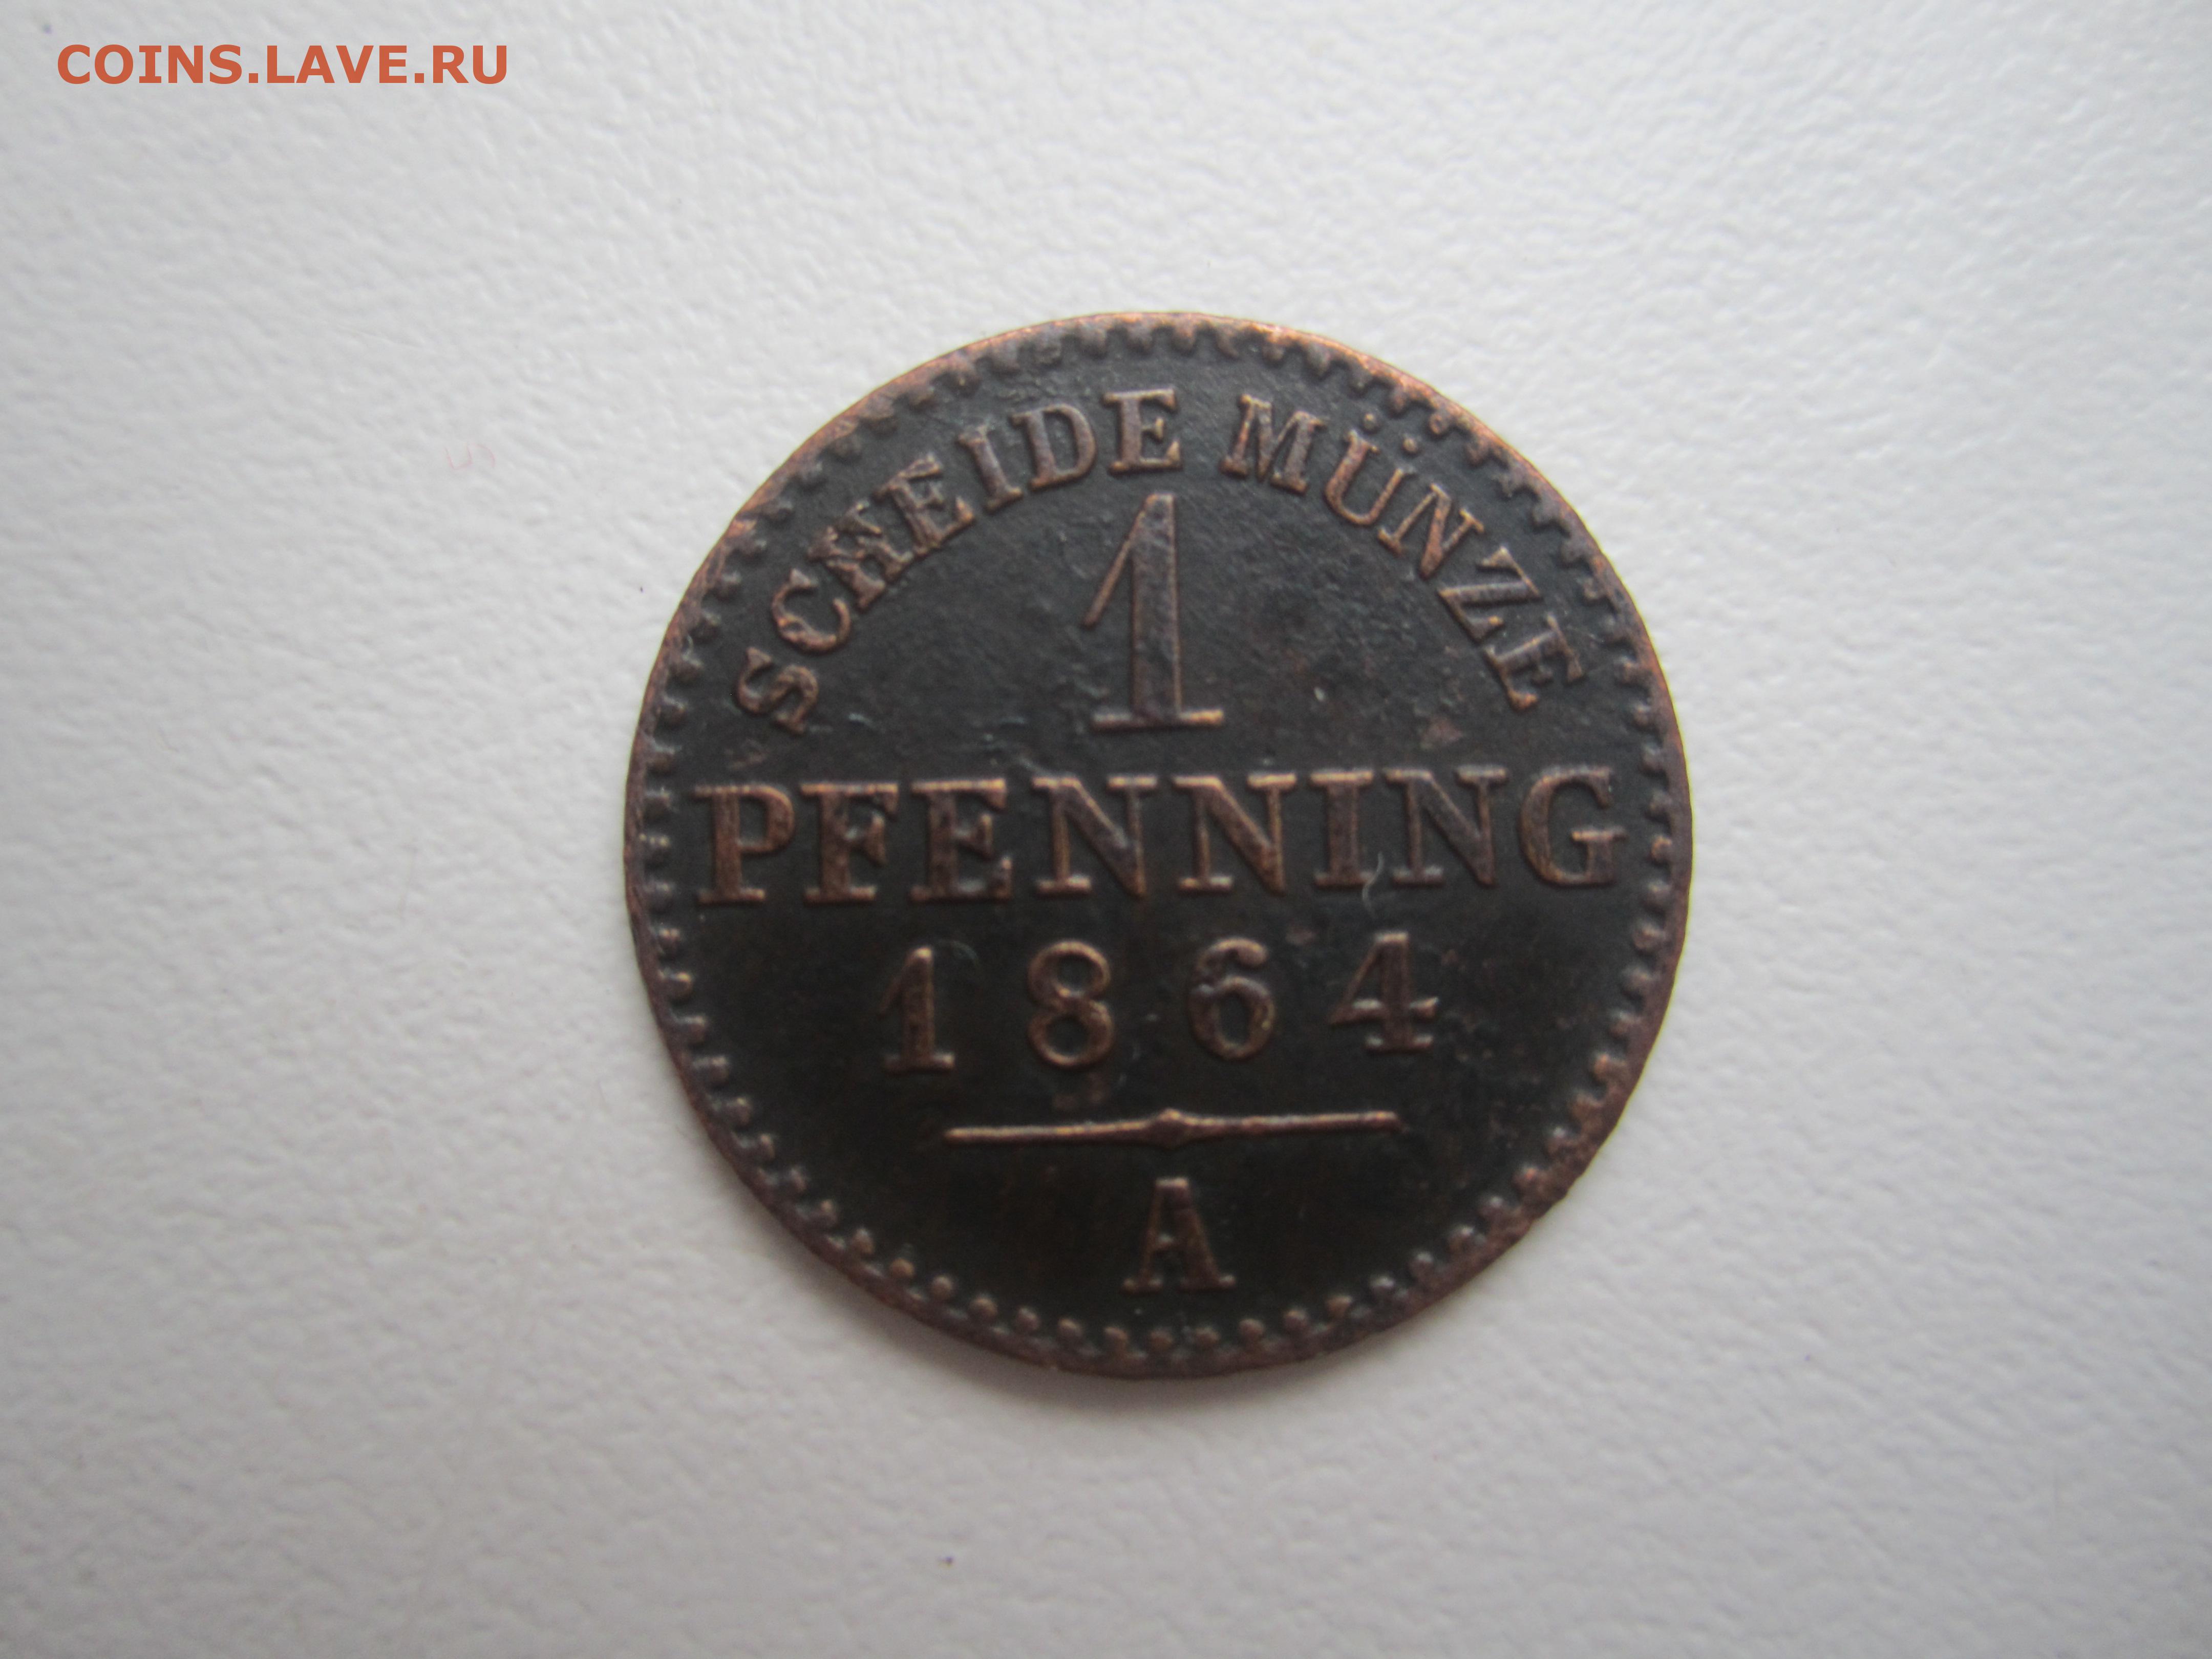 COINS.LAVE.RU
SCHEIDE MÜNZE
1
PFENNING
1864
A